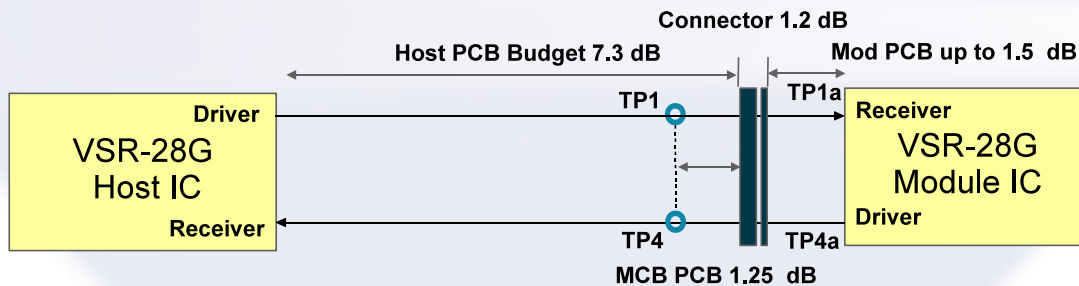 Connector 1.2 dB
Host PCB Budget 7.3 dB
Mod PCB up to 1.5 dB
Driver
TP1
TP1a
Receiver
VSR-28G
Host IC
VSR-28G
Module IC
Receiver
TP4
TP4a
Driver
MCB PCB 1.25 dB